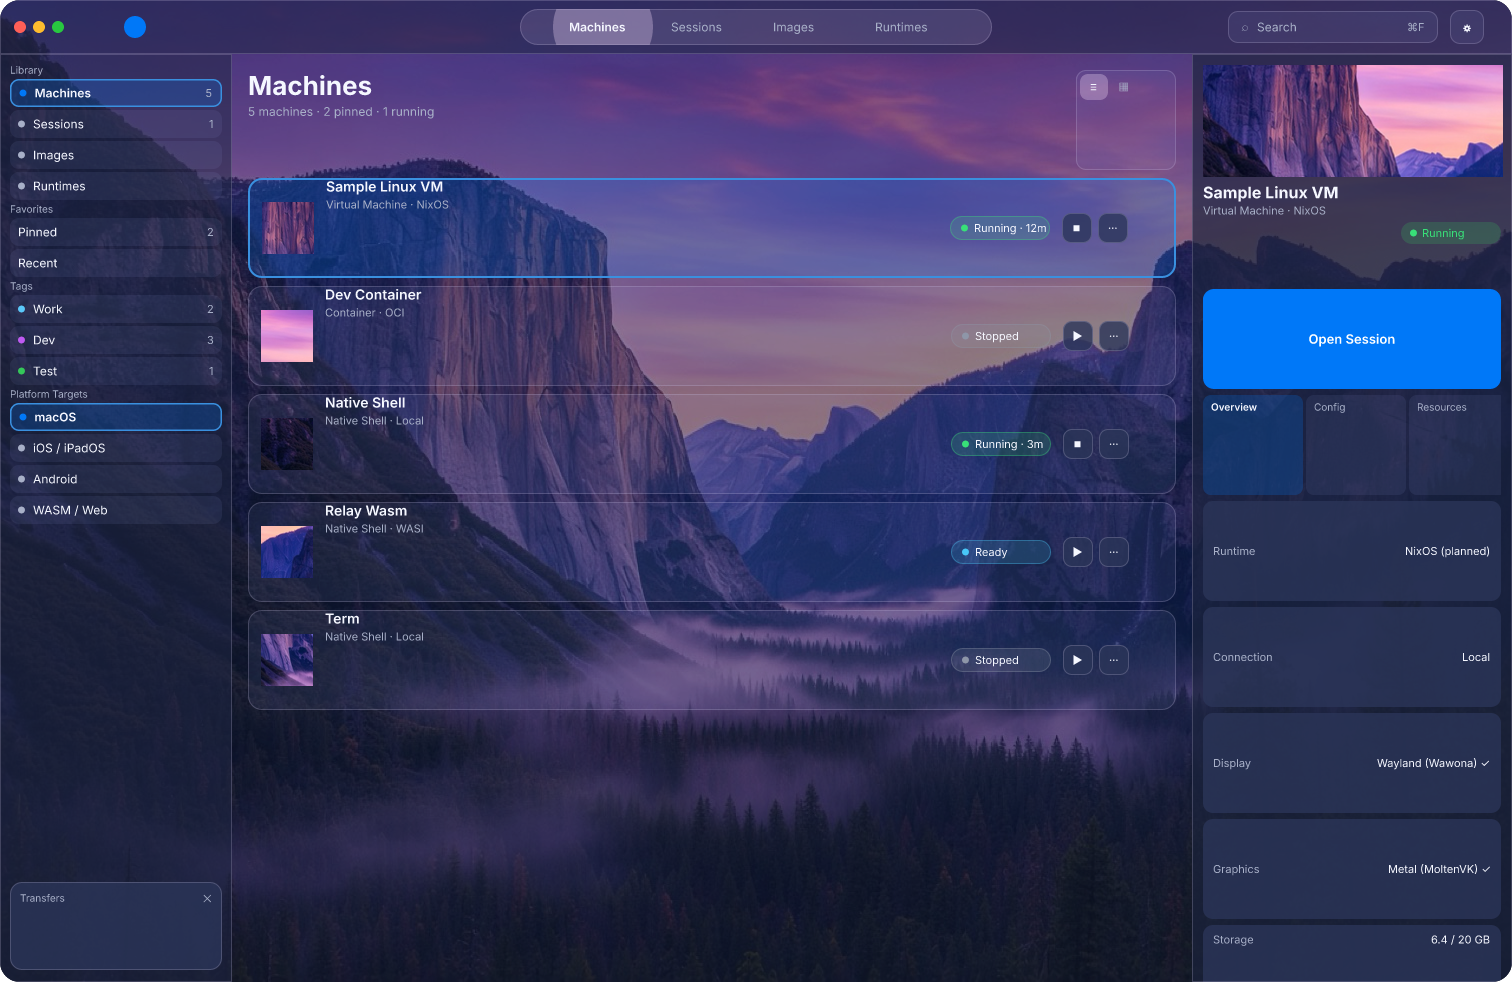 Machines
Sessions
Images
Runtimes
Search
⌘F
Library
Machines 5
Sessions 1
Images
Runtimes
Favorites
Pinned 2
Recent
Tags
Work 2
Dev 3
Test 1
Platform Targets
macOS
iOS / iPadOS
Android
WASM / Web
Transfers
Machines
5 machines · 2 pinned · 1 running
Sample Linux VM
Virtual Machine · NixOS
Running · 12m
Dev Container
Container · OCI
Stopped
Native Shell
Native Shell · Local
Running · 3m
Relay Wasm
Native Shell · WASI
Ready
Term
Native Shell · Local
Stopped
Sample Linux VM
Virtual Machine · NixOS
Running
Open Session
Overview
Config
Resources
Runtime NixOS (planned)
Connection Local
Display Wayland (Wawona) ✓
Graphics Metal (MoltenVK) ✓
Storage 6.4 / 20 GB